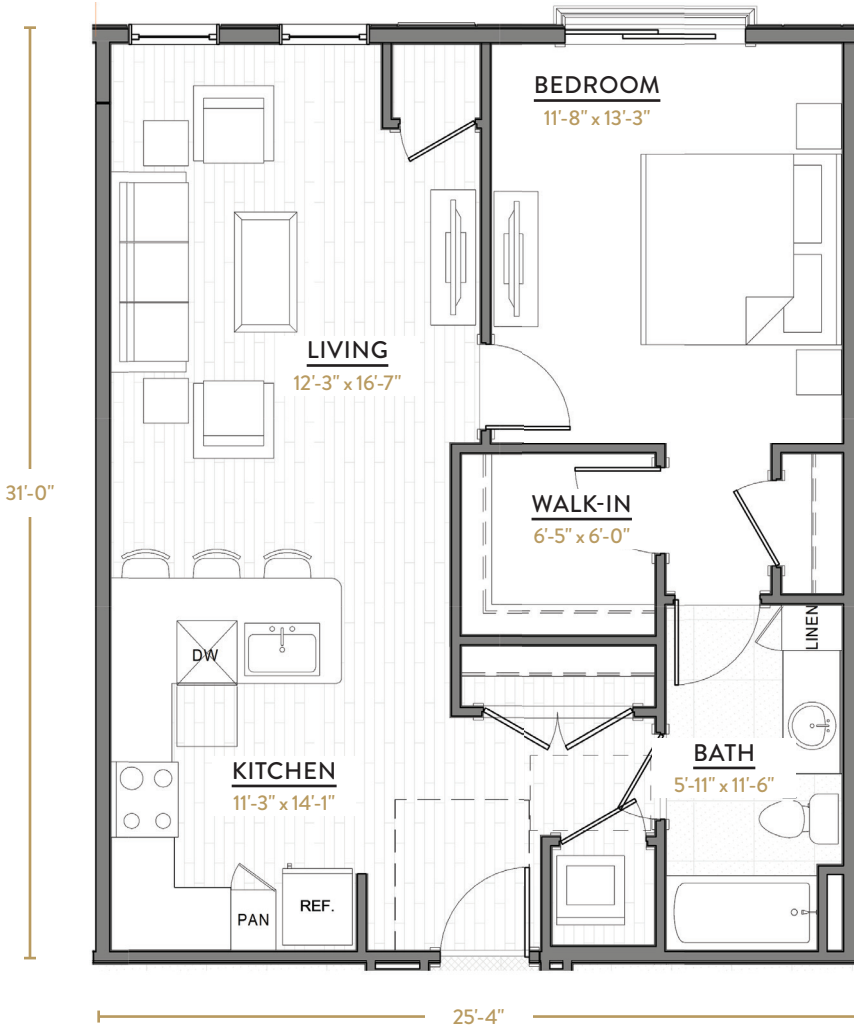 BEDROOM
11'-8" x 13'-3"
LIVING
12'-3" x 16'-7"
31'-0"
WALK-IN
6'-5" x 6'-0"
LINEN
DW
BATH
5'-11" x 11'-6"
KITCHEN
11'-3" x 14'-1"
PAN
REF.
25'-4"